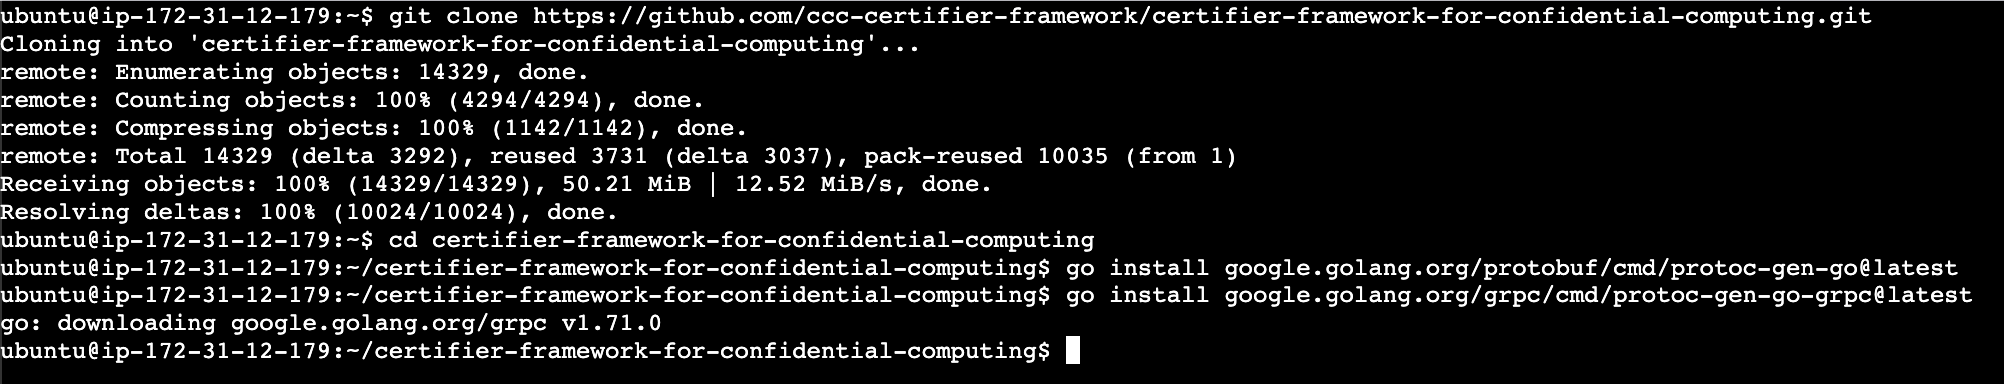 ubuntu@ip-172-31-12-179:~$ git clone https://github.com/ccc-certifier-framework/certifier-framework-for-confidential-computing.git
Cloning into 'certifier-framework-for-confidential-computing'...
remote: Enumerating objects: 14329, done.
remote: Counting objects: 100% (4294/4294), done.
remote: Compressing objects: 100% (1142/1142), done.
remote: Total 14329 (delta 3292), reused 3731 (delta 3037), pack-reused 10035 (from 1)
Receiving objects: 100% (14329/14329), 50.21 MiB | 12.52 MiB/s, done.
Resolving deltas: 100% (10024/10024), done.
ubuntu@ip-172-31-12-179:~$ cd certifier-framework-for-confidential-computing
ubuntu@ip-172-31-12-179:~/certifier-framework-for-confidential-computing$ go install google.golang.org/protobuf/cmd/protoc-gen-go@latest
ubuntu@ip-172-31-12-179:~/certifier-framework-for-confidential-computing$ go install google.golang.org/grpc/cmd/protoc-gen-go-grpc@latest
go: downloading google.golang.org/grpc v1.71.0
ubuntu@ip-172-31-12-179:~/certifier-framework-for-confidential-computing$